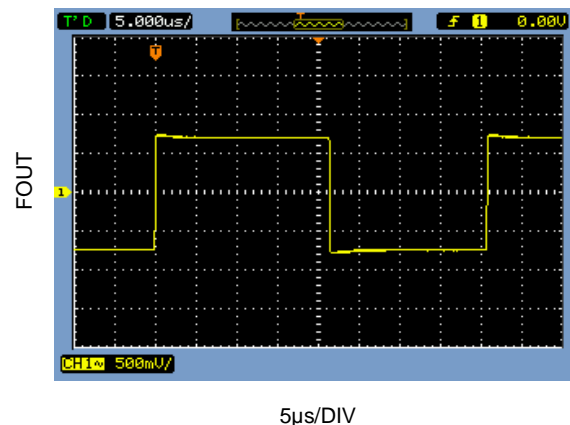 T'D 5.000us/ T f 1 0.00V
T
FOUT
1
CH1~ 500mV/
5µs/DIV